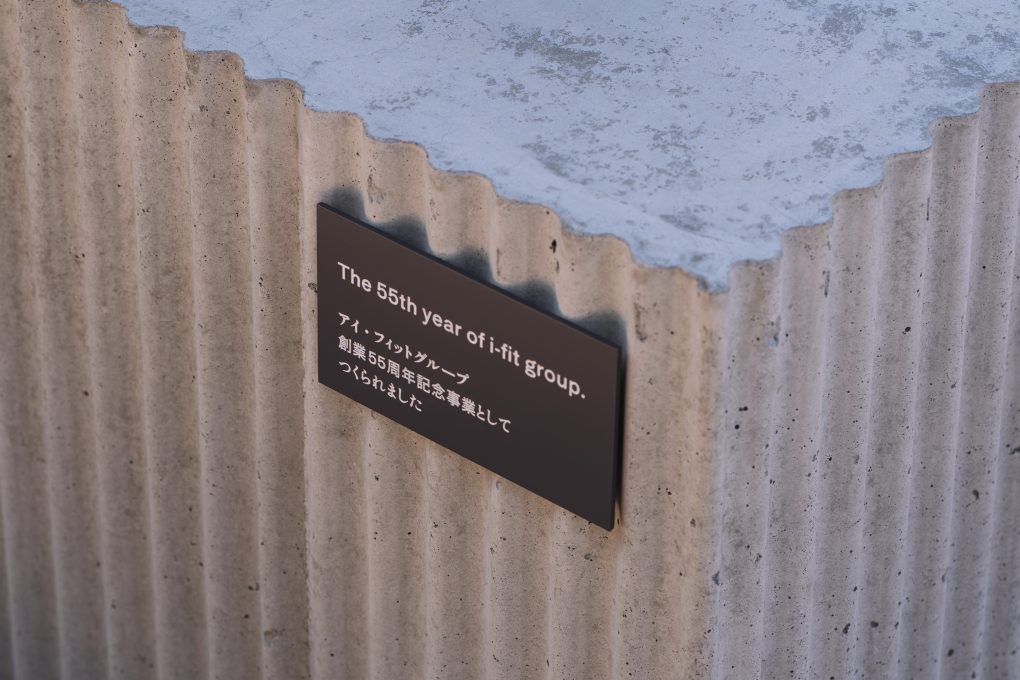 The 55th year of i-fit group.
アイ・フィットグループ
創業55周年記念事業として
つくられました